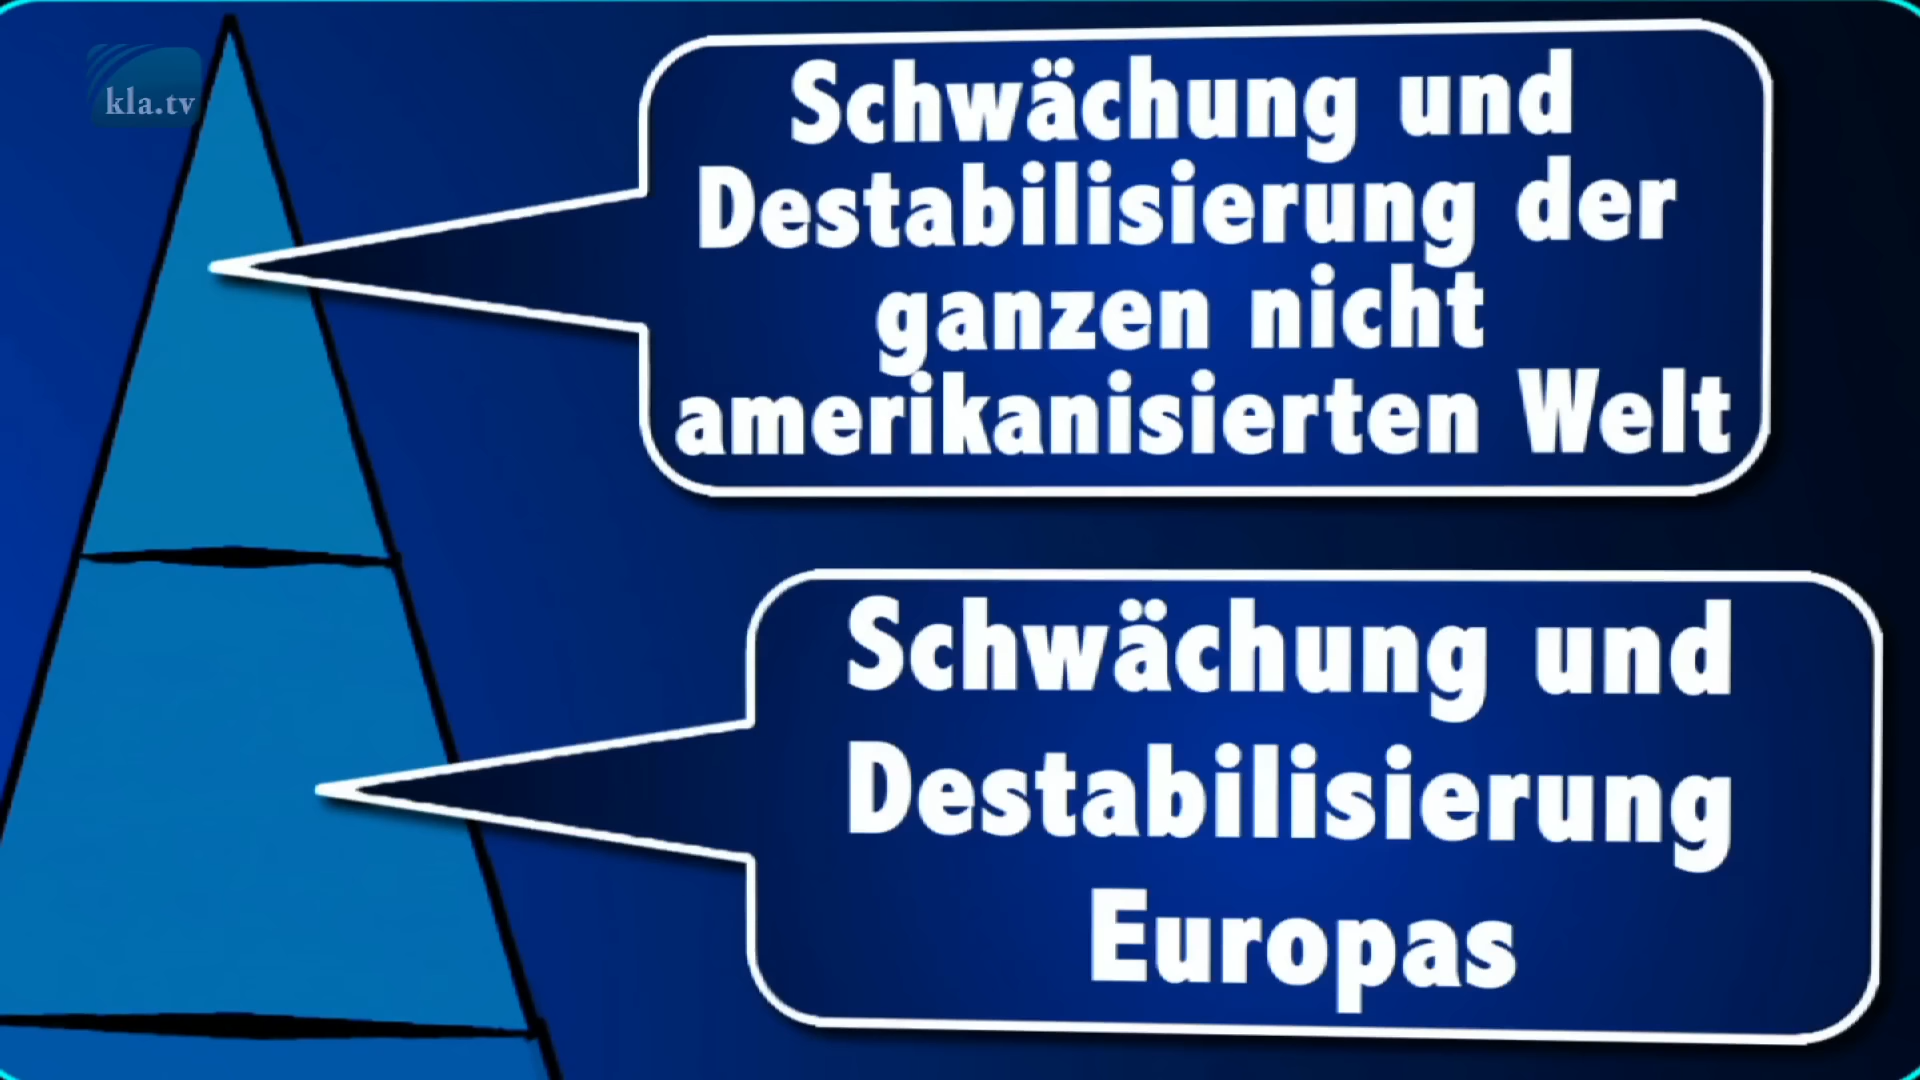 kla.tv
Schwächung und
Destabilisierung der
ganzen nicht
amerikanisierten Welt
Schwächung und
Destabilisierung
Europas